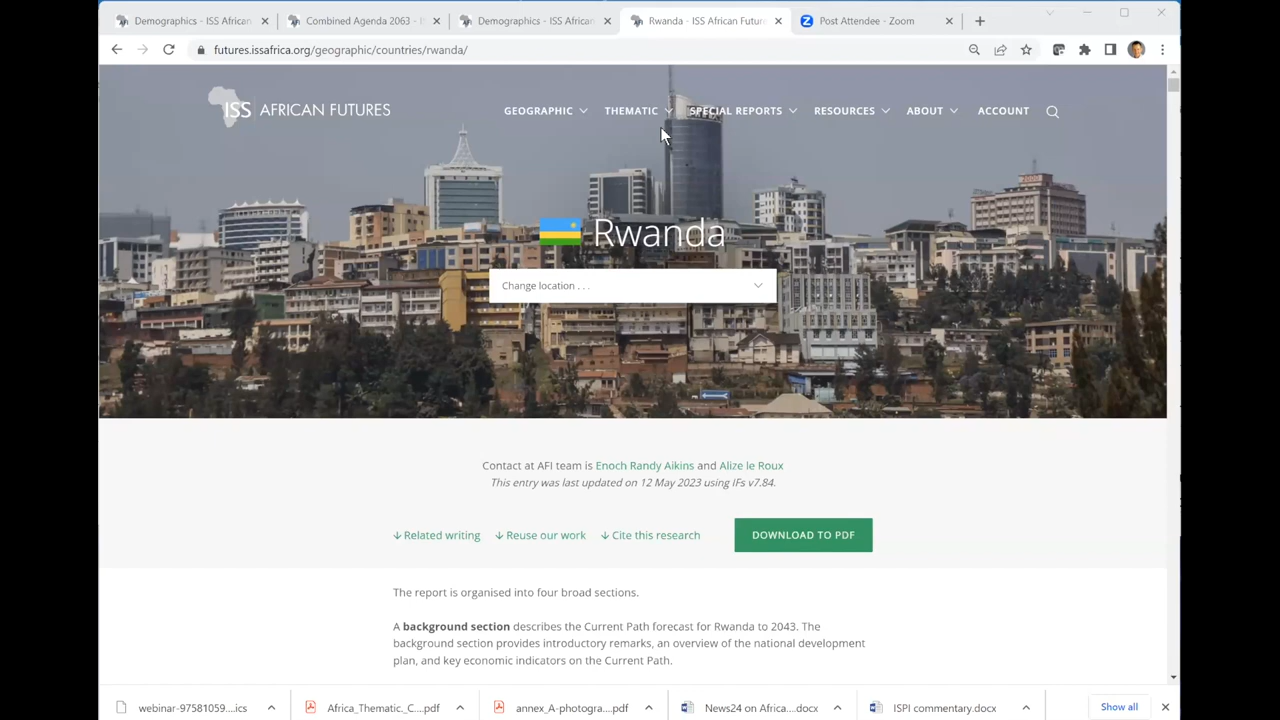 Demographics - ISS African
Combined Agenda 2063 - I
Demographics - ISS African
Rwanda - ISS African Future
Post Attendee - Zoom
futures.issafrica.org/geographic/countries/rwanda/
ISS AFRICAN FUTURES
GEOGRAPHIC THEMATIC SPECIAL REPORTS RESOURCES ABOUT ACCOUNT
Rwanda
Change location . . .
Contact at AFI team is Enoch Randy Aikins and Alize le Roux
This entry was last updated on 12 May 2023 using IFs v7.84.
↓ Related writing ↓ Reuse our work ↓ Cite this research DOWNLOAD TO PDF
The report is organised into four broad sections.
A background section describes the Current Path forecast for Rwanda to 2043. The
background section provides introductory remarks, an overview of the national development
plan, and key economic indicators on the Current Path.
webinar-97581059....ics
Africa_Thematic._C....pdf
annex_A-photogra....pdf
News24 on Africa....docx
ISPI commentary.docx
Show all